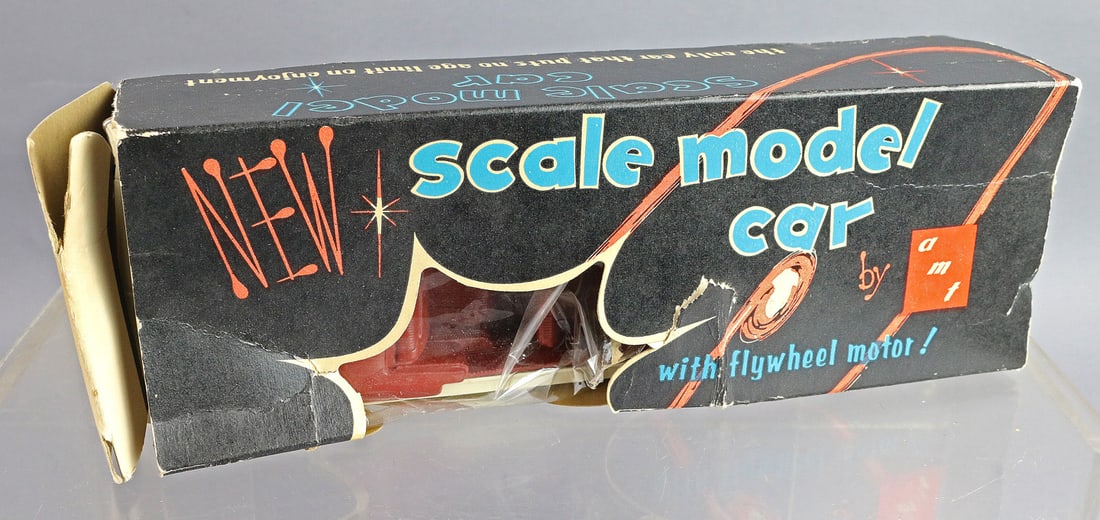 the only car that puts no age limit on enjoyment
scale model
car
NEW
scale model
car
by
amt
with flywheel motor!